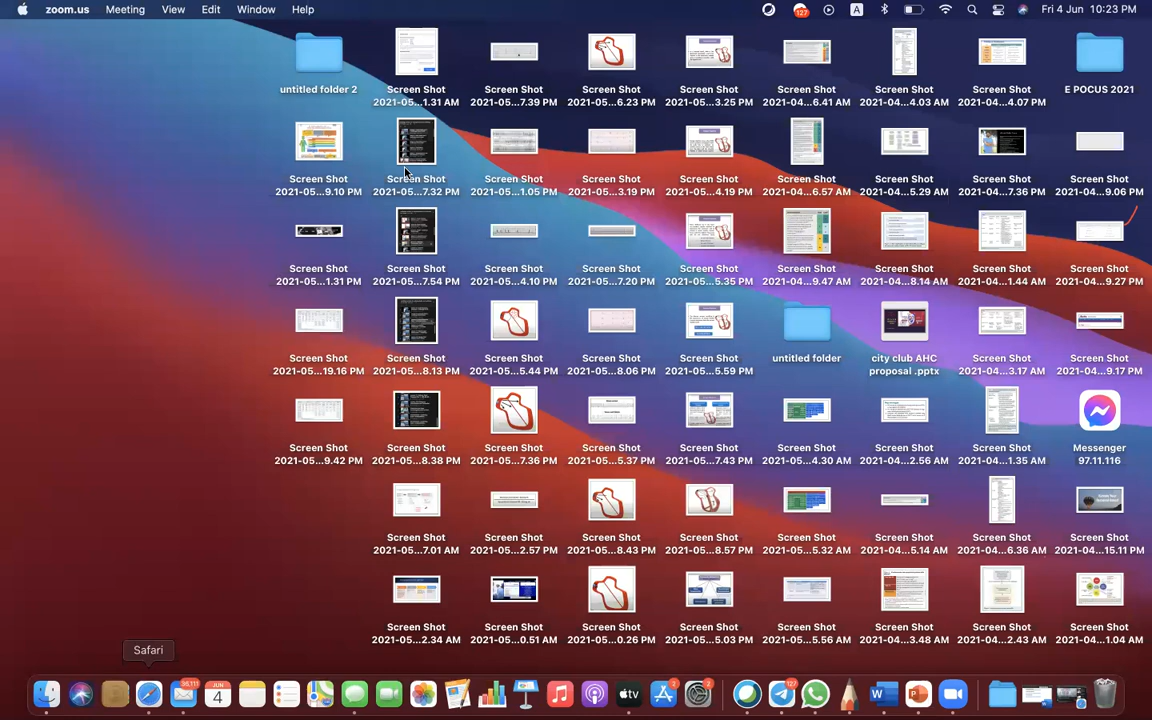 zoom.us Meeting View Edit Window Help 127 A Fri 4 Jun 10:23 PM
untitled folder 2
Screen Shot
2021-05...1.31 AM
Screen Shot
2021-05...7.39 PM
Screen Shot
2021-05...6.23 PM
Screen Shot
2021-05...3.25 PM
Screen Shot
2021-04...6.41 AM
Screen Shot
2021-04...4.03 AM
Screen Shot
2021-04...4.07 PM
E POCUS 2021
Screen Shot
2021-05...9.10 PM
Screen Shot
2021-05...7.32 PM
Screen Shot
2021-05...1.05 PM
Screen Shot
2021-05...3.19 PM
Screen Shot
2021-05...4.19 PM
Screen Shot
2021-04...6.57 AM
Screen Shot
2021-04...5.29 AM
Screen Shot
2021-04...7.36 PM
Screen Shot
2021-04...9.06 PM
Screen Shot
2021-05...1.31 PM
Screen Shot
2021-05...7.54 PM
Screen Shot
2021-05...4.10 PM
Screen Shot
2021-05...7.20 PM
Screen Shot
2021-05...5.35 PM
Screen Shot
2021-04...9.47 AM
Screen Shot
2021-04...8.14 AM
Screen Shot
2021-04...1.44 AM
Screen Shot
2021-04...9.27 PM
Screen Shot
2021-05...19.16 PM
Screen Shot
2021-05...8.13 PM
Screen Shot
2021-05...5.44 PM
Screen Shot
2021-05...8.06 PM
Screen Shot
2021-05...5.59 PM
untitled folder
city club AHC
proposal .pptx
Screen Shot
2021-04...3.17 AM
Screen Shot
2021-04...9.17 PM
Screen Shot
2021-05...9.42 PM
Screen Shot
2021-05...8.38 PM
Screen Shot
2021-05...7.36 PM
Screen Shot
2021-05...5.37 PM
Screen Shot
2021-05...7.43 PM
Screen Shot
2021-05...4.30 AM
Screen Shot
2021-04...2.56 AM
Screen Shot
2021-04...1.35 AM
Messenger
97.11.116
Screen Shot
2021-05...7.01 AM
Screen Shot
2021-05...2.57 PM
Screen Shot
2021-05...8.43 PM
Screen Shot
2021-05...8.57 PM
Screen Shot
2021-05...5.32 AM
Screen Shot
2021-04...5.14 AM
Screen Shot
2021-04...6.36 AM
Screen Shot
2021-04...15.11 PM
Screen Shot
2021-05...2.34 AM
Screen Shot
2021-05...0.51 AM
Screen Shot
2021-05...0.26 PM
Screen Shot
2021-05...5.03 PM
Screen Shot
2021-05...5.56 AM
Screen Shot
2021-04...3.48 AM
Screen Shot
2021-04...2.43 AM
Screen Shot
2021-04...1.04 AM
Safari
JUN
4
tv
2
2
127
W
P